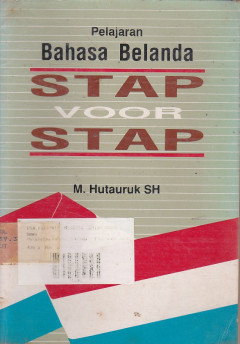 Pelajaran
Bahasa Belanda
STAP
VOOR
STAP
M. Hutauruk SH